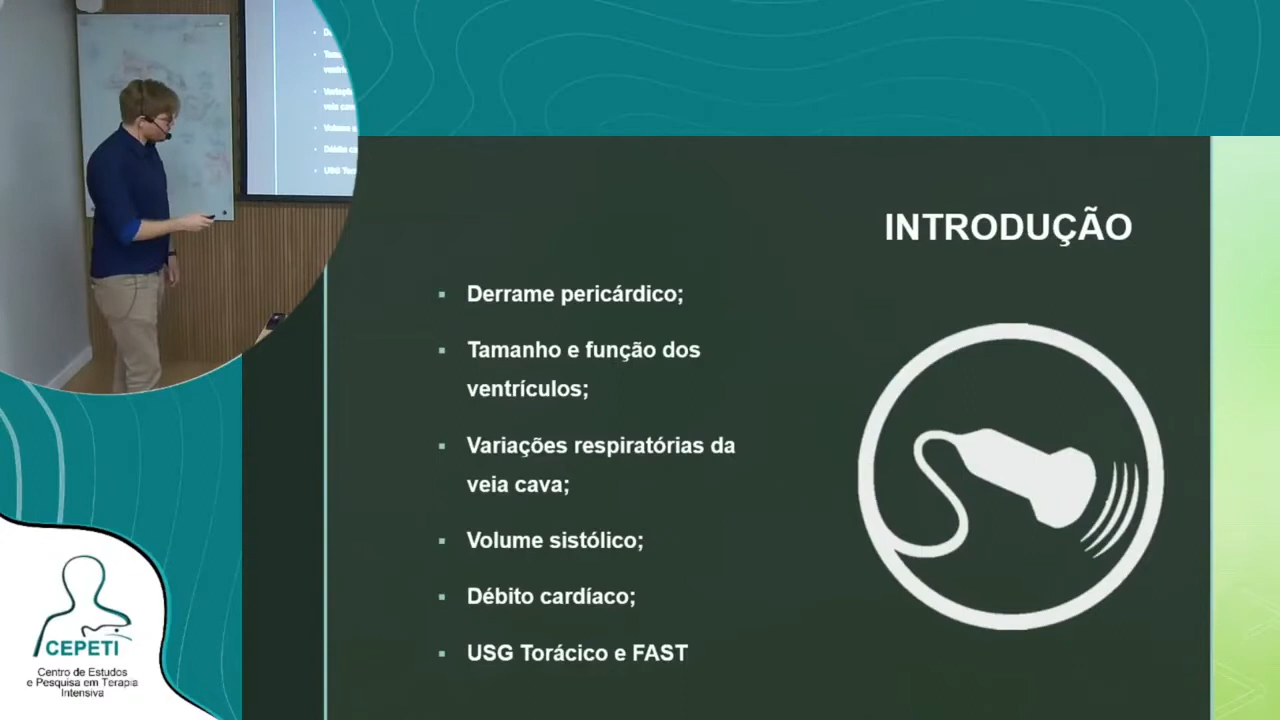 INTRODUÇÃO
Derrame pericárdico;
Tamanho e função dos
ventrículos;
Variações respiratórias da
veia cava;
Volume sistólico;
Débito cardíaco;
USG Torácico e FAST
CEPETI
Centro de Estudos
e Pesquisa em Terapia
Intensiva